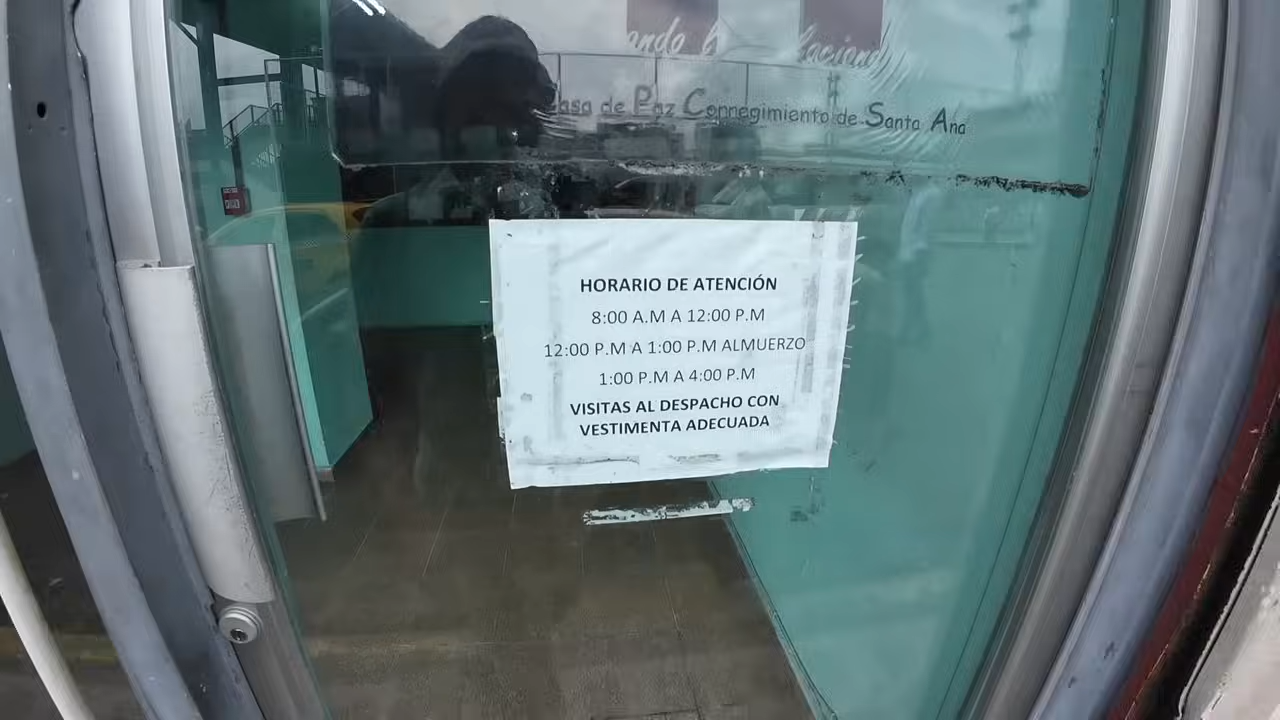 de Paz Corregimiento de Santa Ana
HORARIO DE ATENCIÓN
8:00 A.M A 12:00 P.M
12:00 P.M A 1:00 P.M ALMUERZO
1:00 P.M A 4:00 P.M
VISITAS AL DESPACHO CON
VESTIMENTA ADECUADA